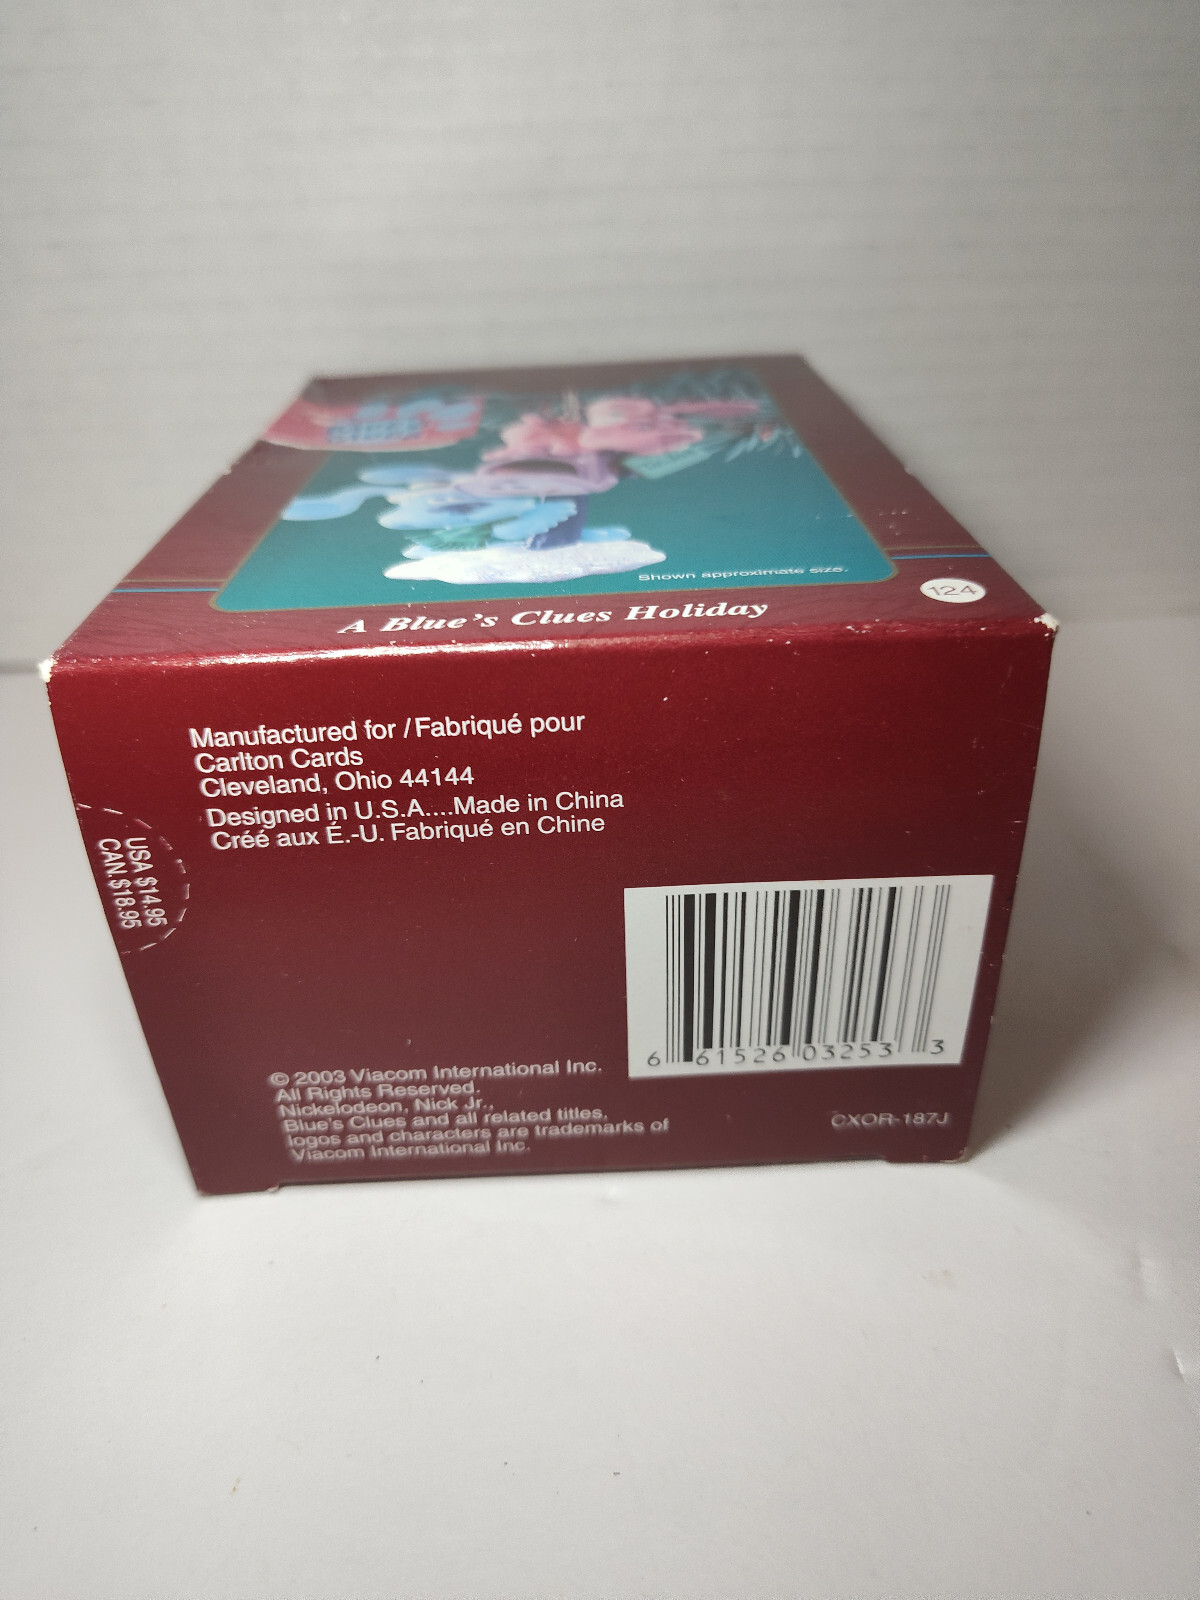 Shown approximate size.
A Blue's Clues Holiday
124
Manufactured for / Fabriqué pour
Carlton Cards
Cleveland, Ohio 44144
Designed in U.S.A....Made in China
Créé aux É.-U. Fabriqué en Chine
USA $14.95
CAN. $18.95
6 61526 03253 3
© 2003 Viacom International Inc.
All Rights Reserved.
Nickelodeon, Nick Jr.,
Blue's Clues and all related titles,
logos and characters are trademarks of
Viacom International Inc.
CXOR-187J